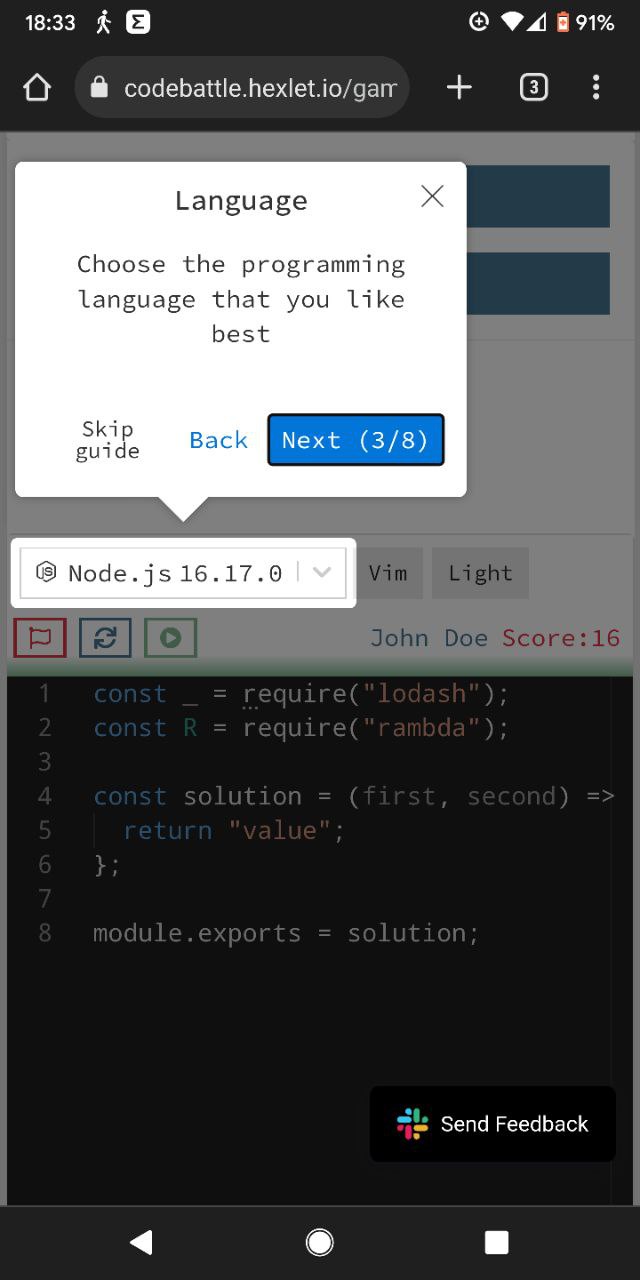 18:33 Σ 91%
codebattle.hexlet.io/gam 3
Language
Choose the programming
language that you like
best
Skip
guide
Back
Next (3/8)
JS Node.js 16.17.0
Vim
Light
John Doe Score:16
1 const _ = require("lodash");
2 const R = require("rambda");
3
4 const solution = (first, second) =>
5 return "value";
6 };
7
8 module.exports = solution;
Send Feedback